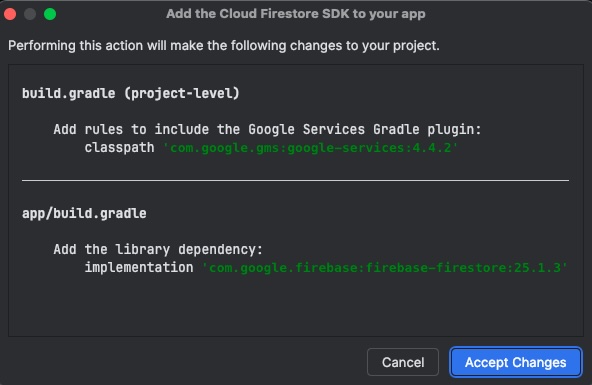 Add the Cloud Firestore SDK to your app
Performing this action will make the following changes to your project.
build.gradle (project-level)
Add rules to include the Google Services Gradle plugin:
classpath 'com.google.gms:google-services:4.4.2'
app/build.gradle
Add the library dependency:
implementation 'com.google.firebase:firebase-firestore:25.1.3'
Cancel
Accept Changes